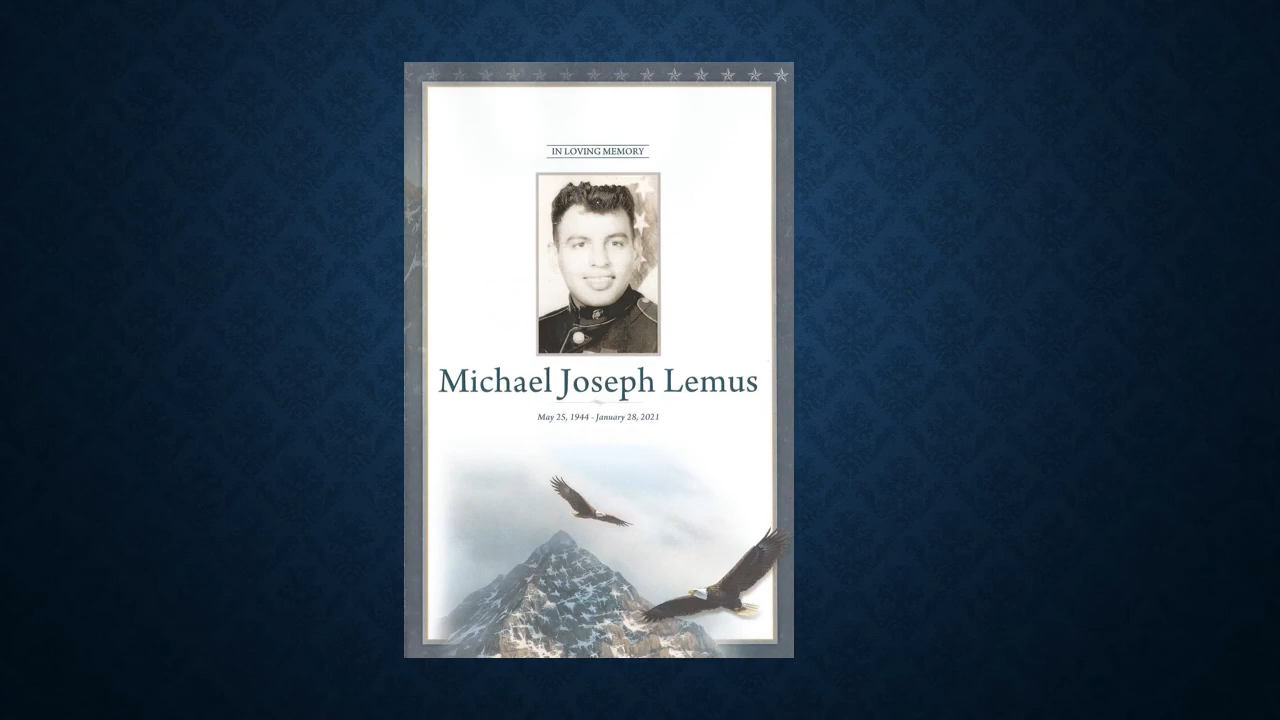 IN LOVING MEMORY
Michael Joseph Lemus
May 25, 1944 - January 28, 2021